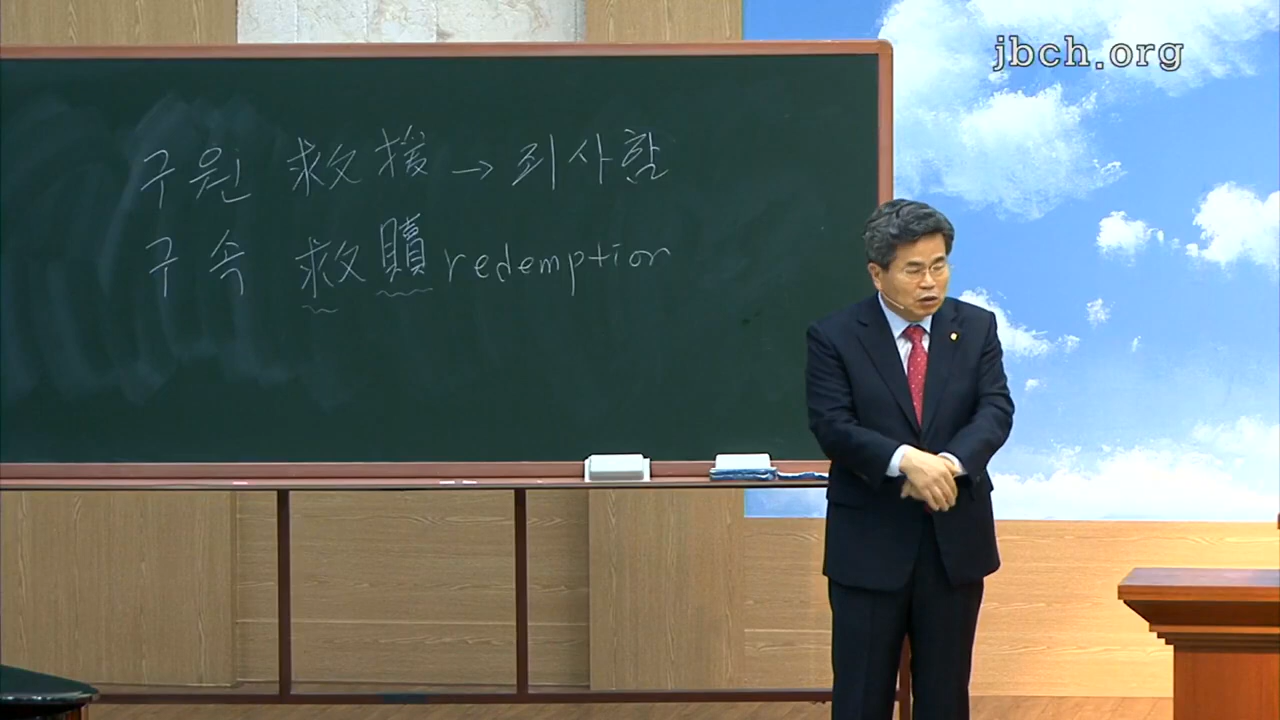 jbch.org
구원 救援 → 죄사함
구속 救贖 redemption